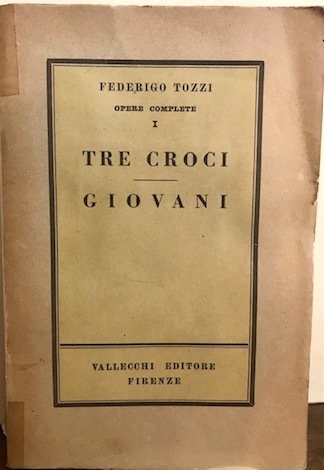 FEDERIGO TOZZI
OPERE COMPLETE
I
TRE CROCI
GIOVANI
VALLECCHI EDITORE
FIRENZE